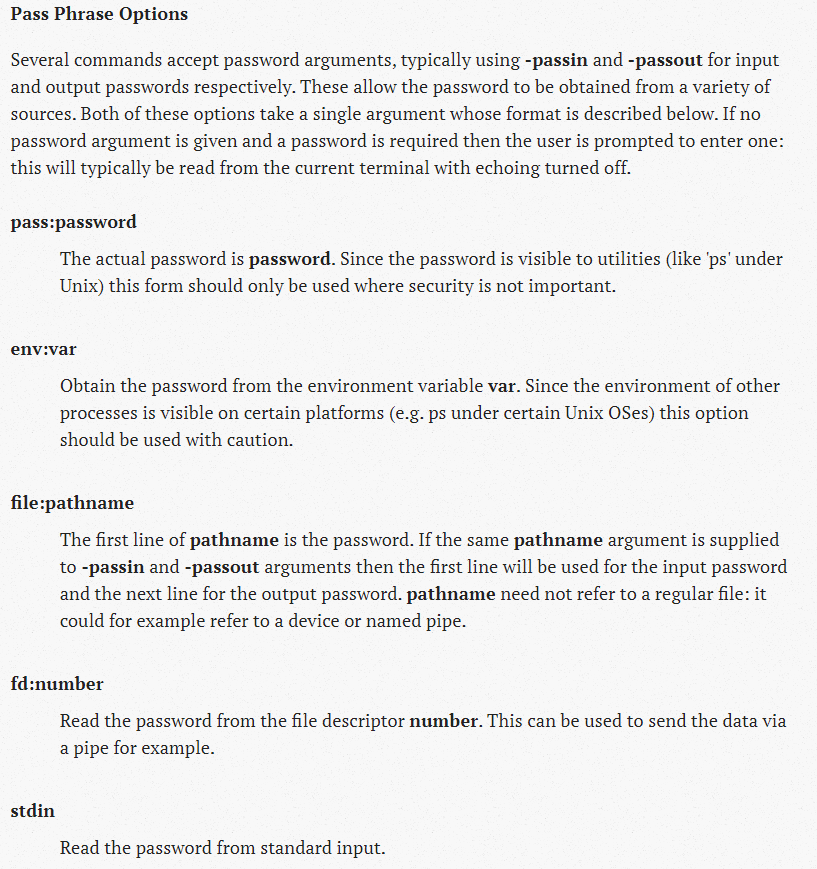 Pass Phrase Options
Several commands accept password arguments, typically using -passin and -passout for input
and output passwords respectively. These allow the password to be obtained from a variety of
sources. Both of these options take a single argument whose format is described below. If no
password argument is given and a password is required then the user is prompted to enter one:
this will typically be read from the current terminal with echoing turned off.
pass:password
The actual password is password. Since the password is visible to utilities (like 'ps' under
Unix) this form should only be used where security is not important.
env:var
Obtain the password from the environment variable var. Since the environment of other
processes is visible on certain platforms (e.g. ps under certain Unix OSes) this option
should be used with caution.
file:pathname
The first line of pathname is the password. If the same pathname argument is supplied
to -passin and -passout arguments then the first line will be used for the input password
and the next line for the output password. pathname need not refer to a regular file: it
could for example refer to a device or named pipe.
fd:number
Read the password from the file descriptor number. This can be used to send the data via
a pipe for example.
stdin
Read the password from standard input.